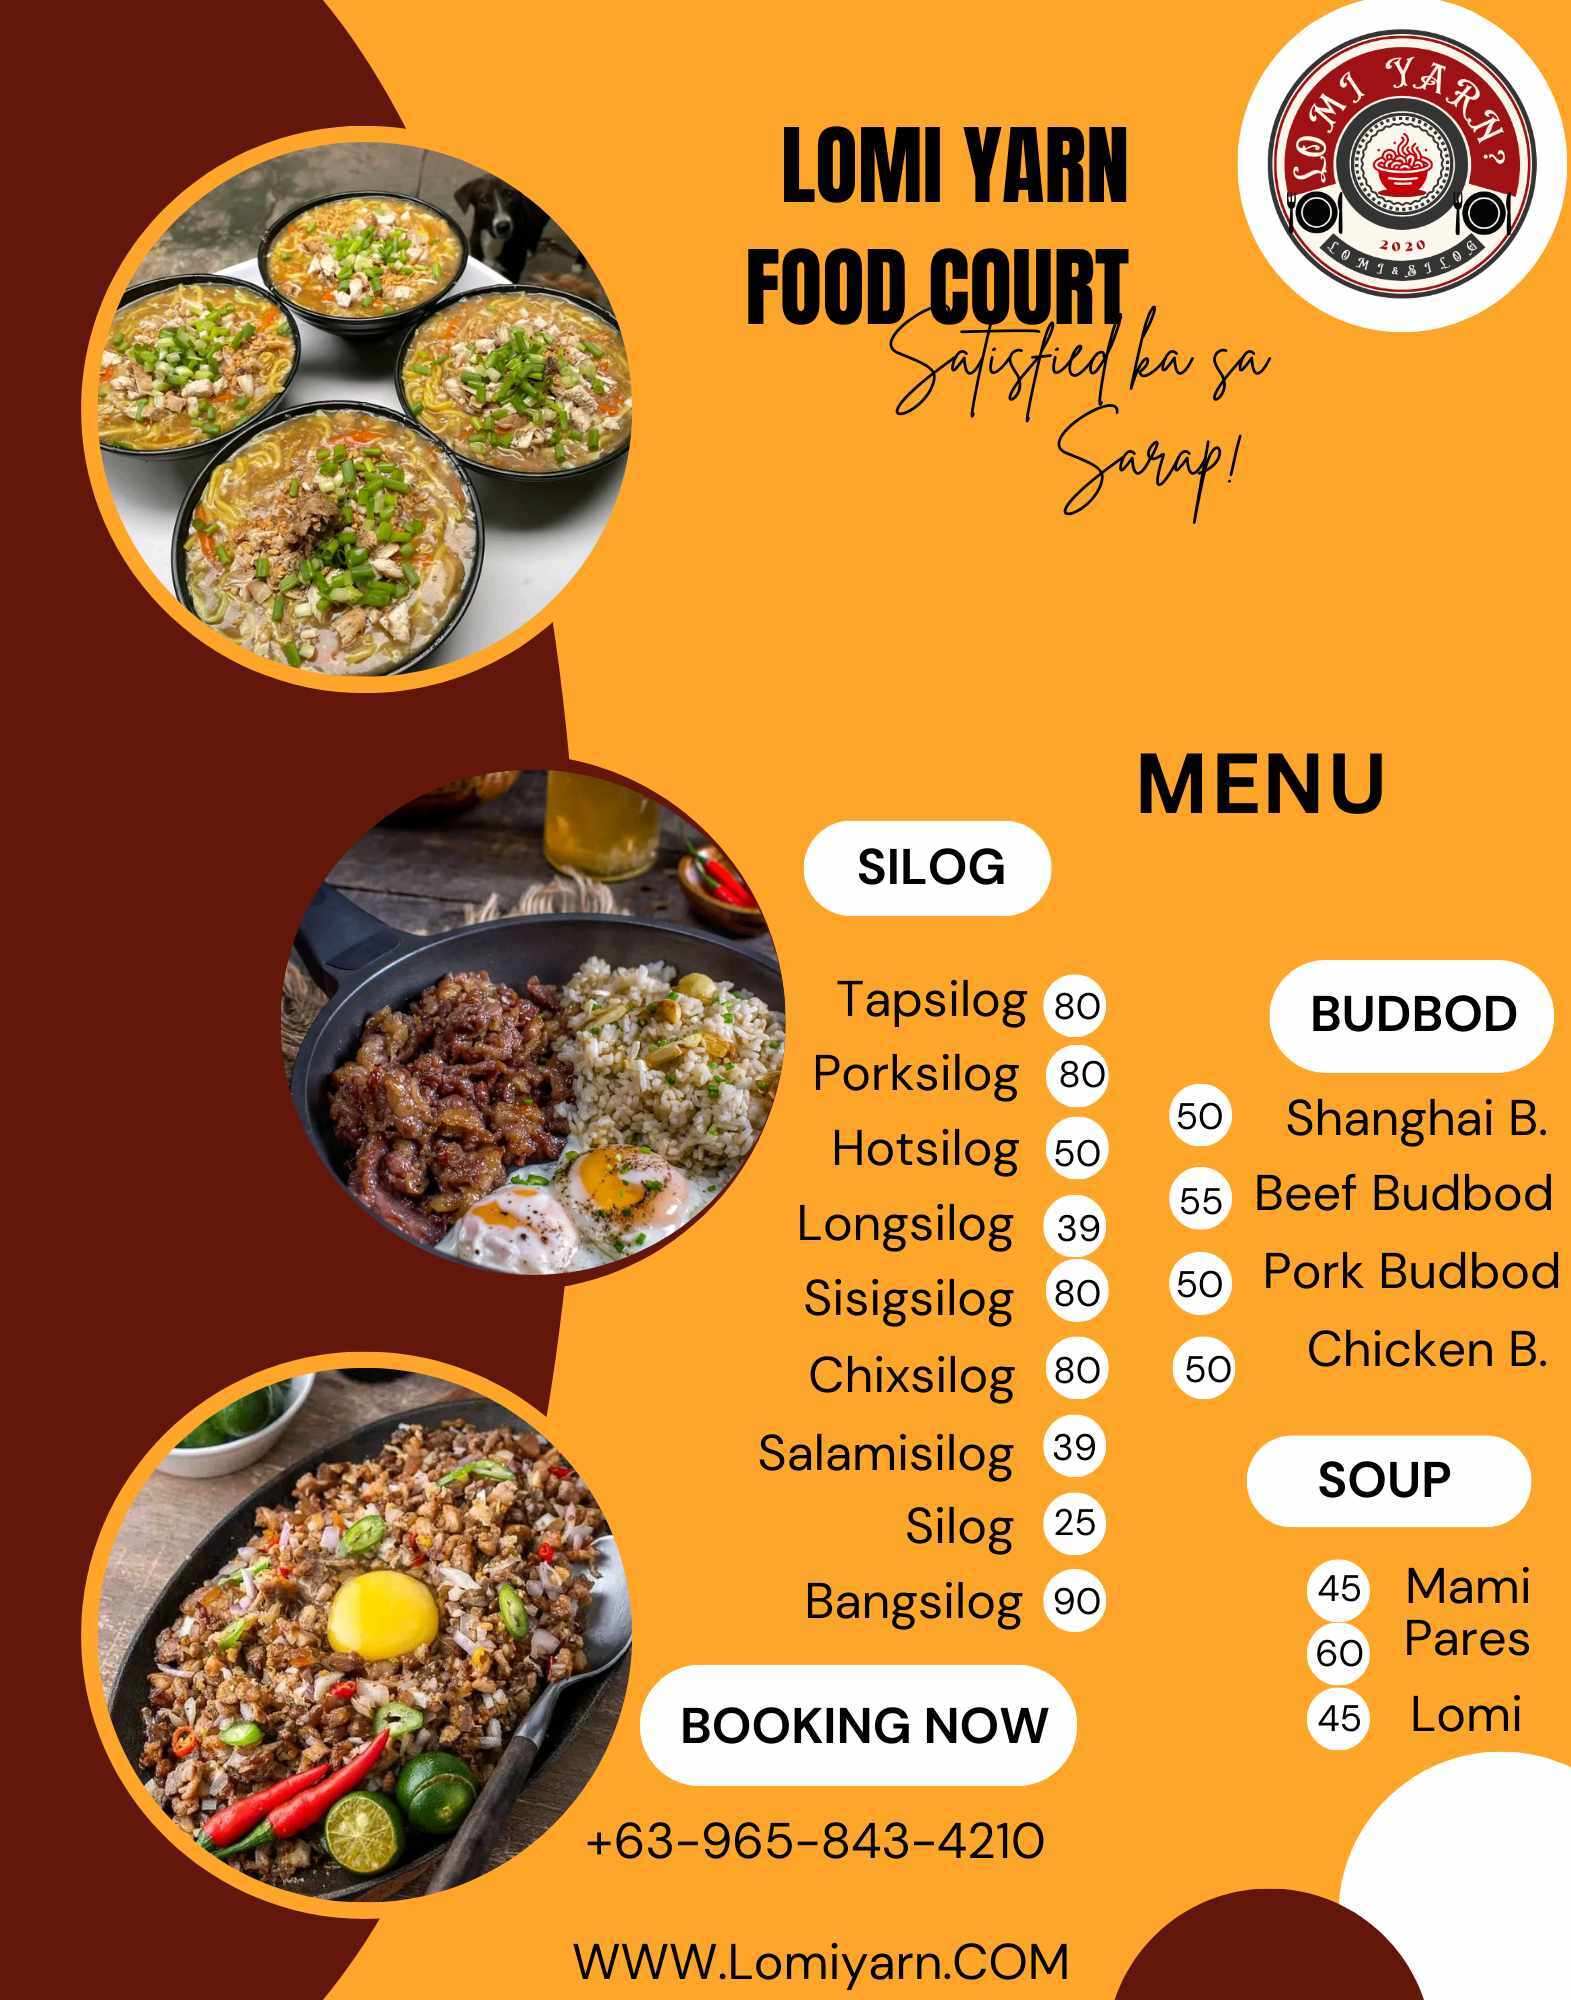 LOMI YARN
FOOD COURT
Satisfied ka sa
Sarap!
LOMI YARN?
2020
LOMI & SILOG
MENU
SILOG
Tapsilog 80
Porksilog 80
Hotsilog 50
Longsilog 39
Sisigsilog 80
Chixsilog 80
Salamisilog 39
Silog 25
Bangsilog 90
BUDBOD
50 Shanghai B.
55 Beef Budbod
50 Pork Budbod
50 Chicken B.
SOUP
45 Mami
60 Pares
45 Lomi
BOOKING NOW
+63-965-843-4210
WWW.Lomiyarn.COM